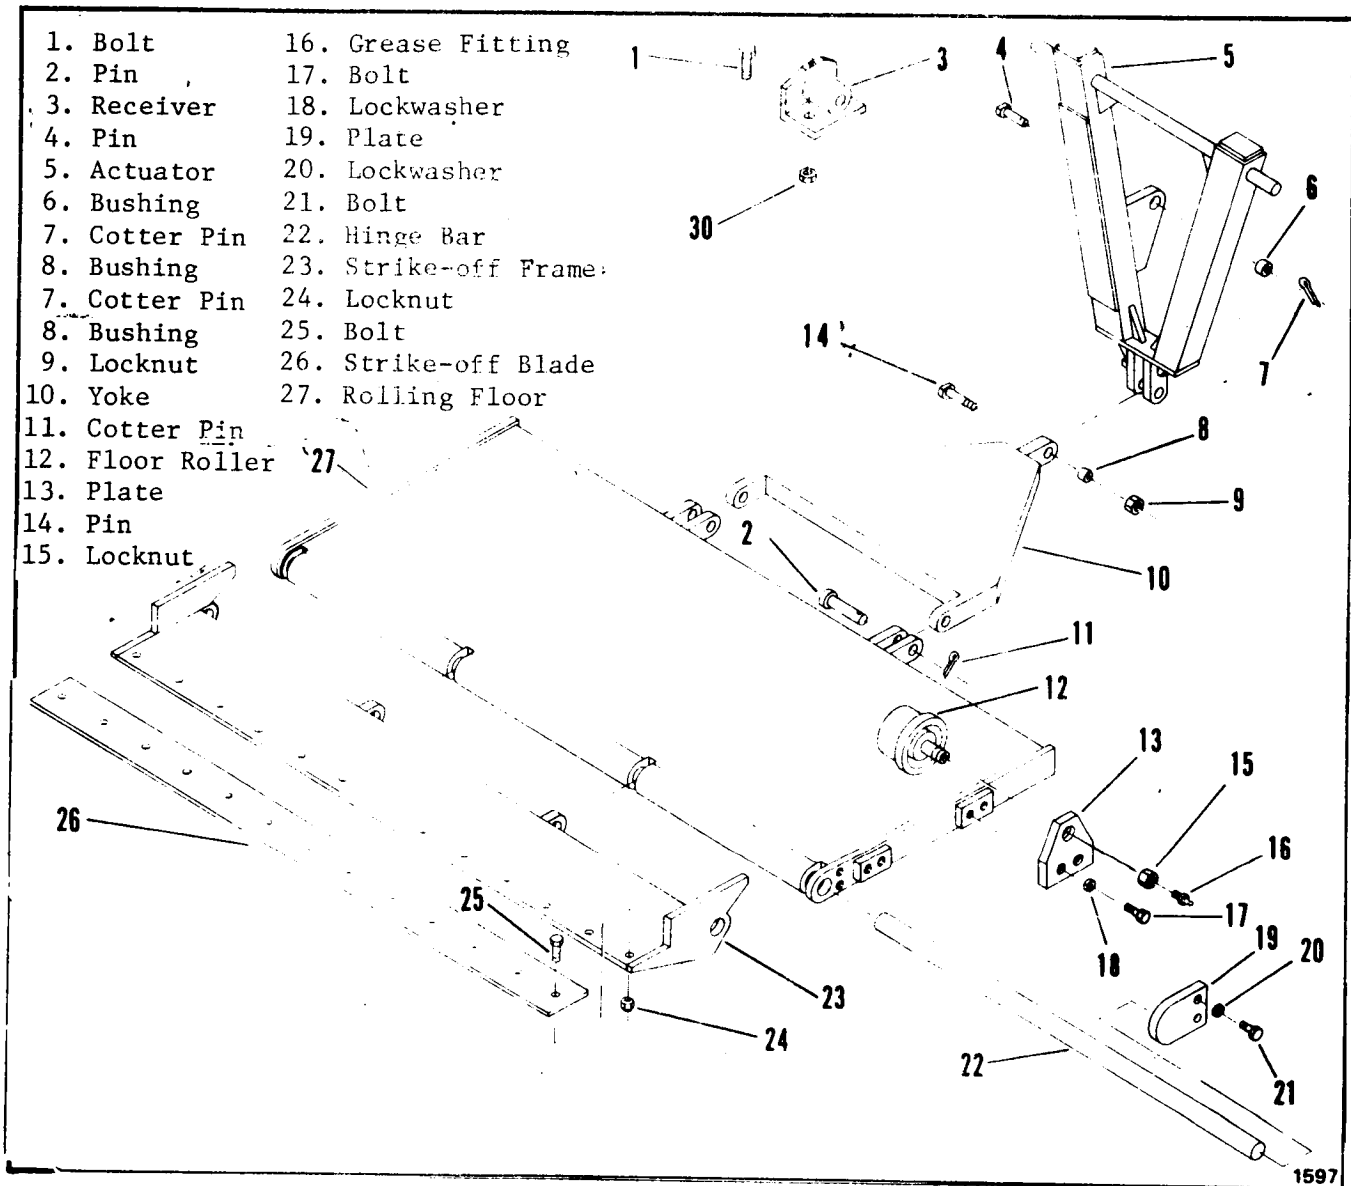 1. Bolt
2. Pin
3. Receiver
4. Pin
5. Actuator
6. Bushing
7. Cotter Pin
8. Bushing
7. Cotter Pin
8. Bushing
9. Locknut
10. Yoke
11. Cotter Pin
12. Floor Roller
13. Plate
14. Pin
15. Locknut
16. Grease Fitting
17. Bolt
18. Lockwasher
19. Plate
20. Lockwasher
21. Bolt
22. Hinge Bar
23. Strike-off Frame
24. Locknut
25. Bolt
26. Strike-off Blade
27. Rolling Floor
1
3
4
5
30
6
7
14
8
9
27
2
10
11
12
13
15
16
26
25
17
18
19
20
23
24
22
21
1597